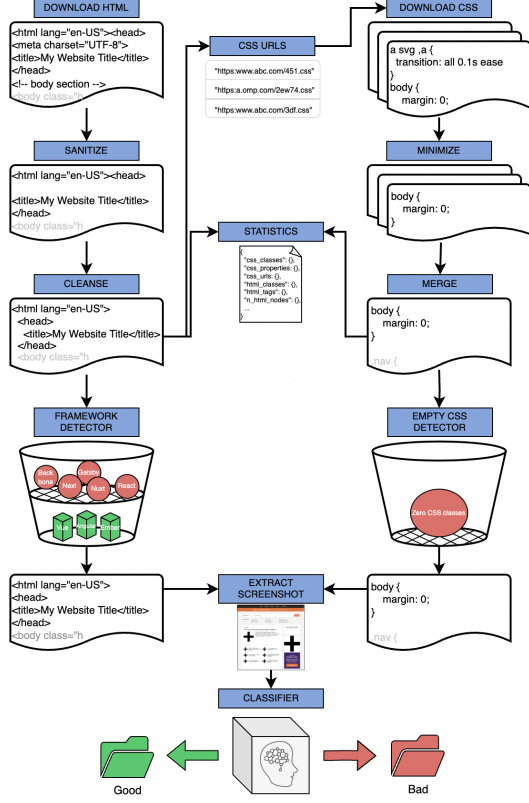 DOWNLOAD HTML
<html lang="en-US"><head>
<meta charset="UTF-8">
<title>My Website Title</title>
</head>
<!-- body section -->
<body class="h
SANITIZE
<html lang="en-US"><head>
<title>My Website Title</title>
</head>
<body class="h
CLEANSE
<html lang="en-US">
<head>
<title>My Website Title</title>
</head>
<body class="h
FRAMEWORK
DETECTOR
Back
bone
Gatsby
Next
Nuxt
React
Vue
Angular
Ember
<html lang="en-US">
<head>
<title>My Website Title</title>
</head>
<body class="h
CSS URLS
"https:www.abc.com/451.css"
"https:a.omp.com/2ew74.css"
"https:www.abc.com/3df.css"
STATISTICS
{
"css_classes": {},
"css_properties: {},
"css_urls: {},
"html_classes": {},
"html_tags": {},
"n_html_nodes": {},
...
}
DOWNLOAD CSS
a svg ,a {
transition: all 0.1s ease
}
body {
margin: 0;
MINIMIZE
body {
margin: 0;
}
MERGE
body {
margin: 0;
}
.nav {
EMPTY CSS
DETECTOR
Zero CSS classes
body {
margin: 0;
}
.nav {
EXTRACT
SCREENSHOT
CLASSIFIER
Good
Bad